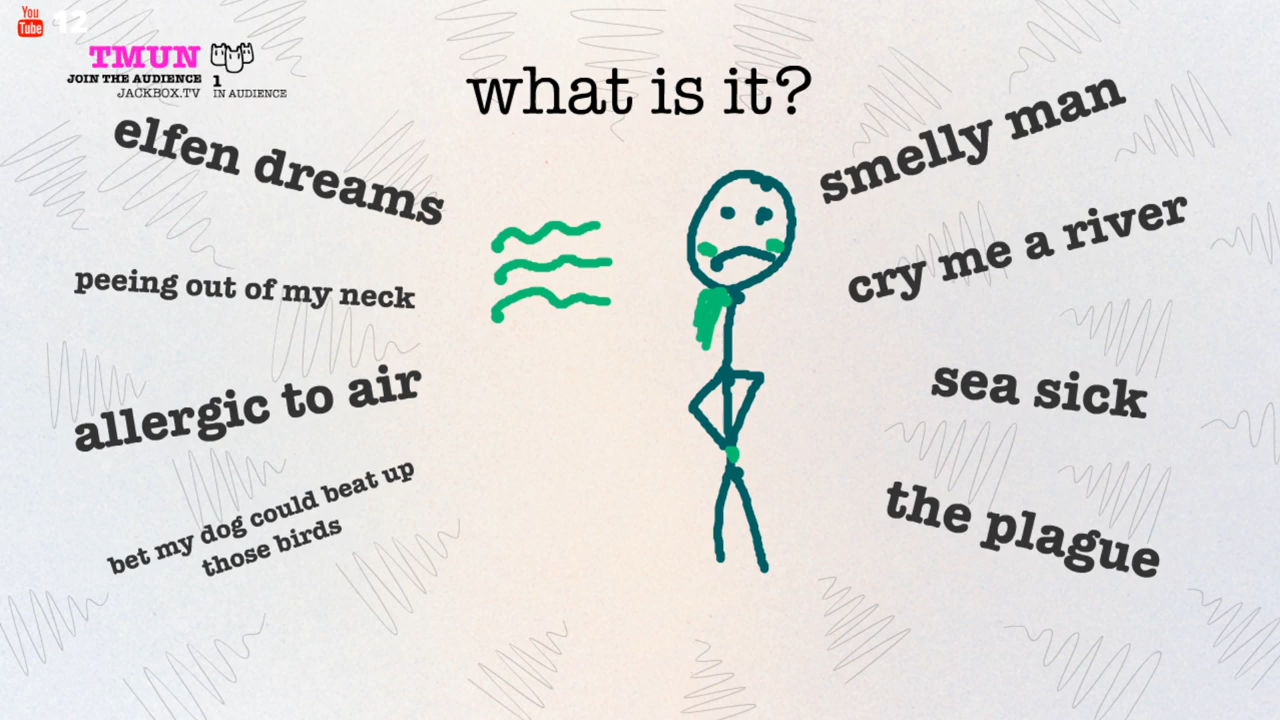 You
Tube
12
TMUN
JOIN THE AUDIENCE
JACKBOX.TV
1
IN AUDIENCE
what is it?
elfen dreams
peeing out of my neck
allergic to air
bet my dog could beat up
those birds
smelly man
cry me a river
sea sick
the plague